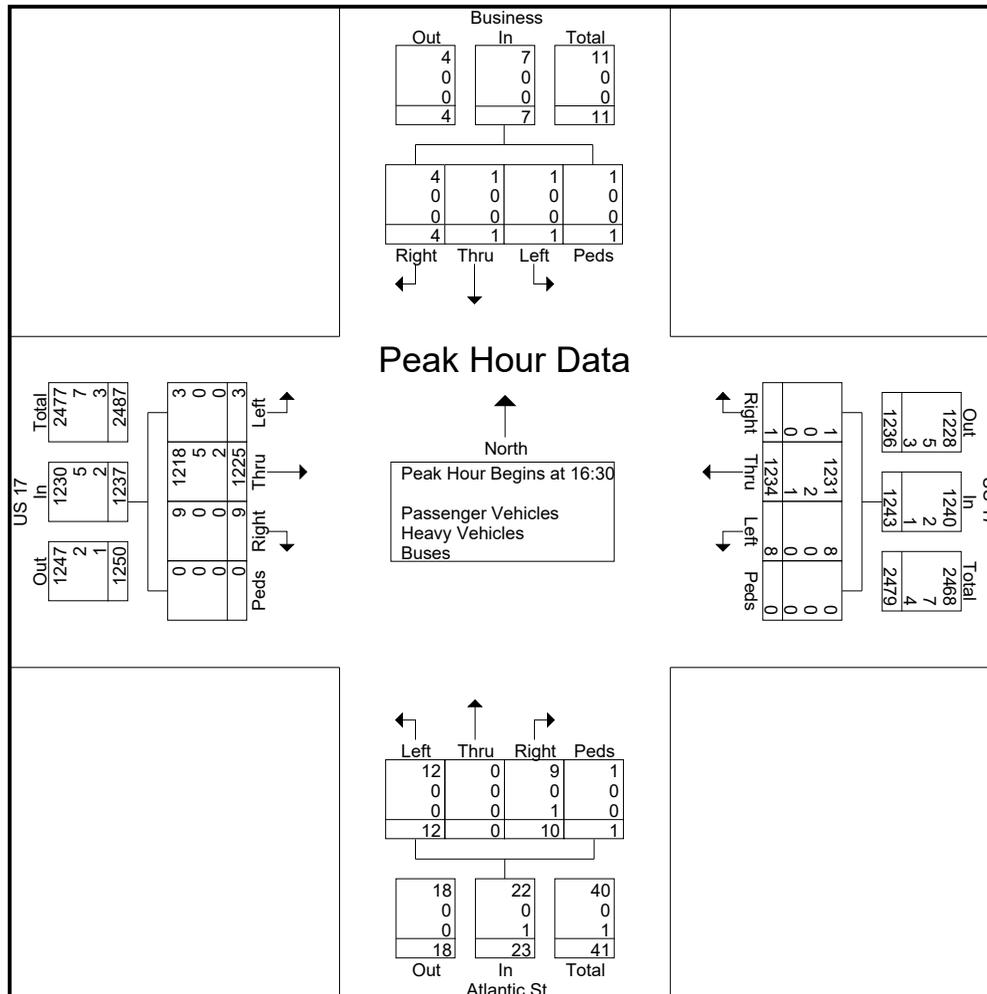 Business
Out In Total
4 7 11
0 0 0
0 0 0
4 7 11
4 1 1 1
0 0 0 0
0 0 0 0
4 1 1 1
Right Thru Left Peds
Peak Hour Data
North
Peak Hour Begins at 16:30
Passenger Vehicles
Heavy Vehicles
Buses
US 17
Total In Out
2477 1230 1247
7 5 2
3 2 1
2487 1237 1250
3 1218 9 0
0 5 0 0
0 2 0 0
3 1225 9 0
Left Thru Right Peds
Out In Total
1228 1240 2468
5 2 7
3 1 4
1236 1243 2479
1 1231 8 0
0 2 0 0
0 1 0 0
1 1234 8 0
Right Thru Left Peds
Left Thru Right Peds
12 0 9 1
0 0 0 0
0 0 1 0
12 0 10 1
18 22 40
0 0 0
0 1 1
18 23 41
Out In Total
Atlantic St